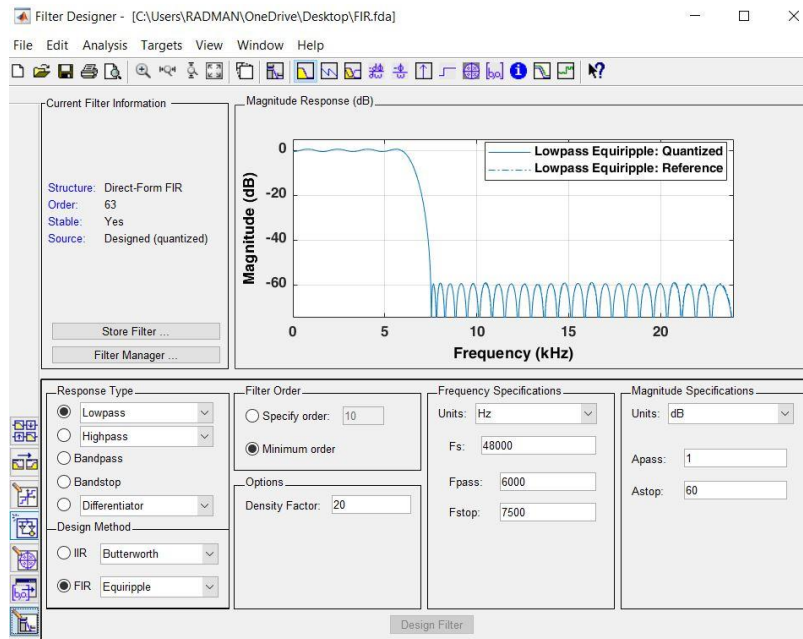 Filter Designer - [C:\Users\RADMAN\OneDrive\Desktop\FIR.fda]
File Edit Analysis Targets View Window Help
Current Filter Information
Structure: Direct-Form FIR
Order: 63
Stable: Yes
Source: Designed (quantized)
Store Filter ...
Filter Manager ...
Magnitude Response (dB)
Magnitude (dB)
0
-20
-40
-60
Lowpass Equiripple: Quantized
Lowpass Equiripple: Reference
0 5 10 15 20
Frequency (kHz)
Response Type
Lowpass
Highpass
Bandpass
Bandstop
Differentiator
Design Method
IIR Butterworth
FIR Equiripple
Filter Order
Specify order: 10
Minimum order
Options
Density Factor: 20
Frequency Specifications
Units: Hz
Fs: 48000
Fpass: 6000
Fstop: 7500
Magnitude Specifications
Units: dB
Apass: 1
Astop: 60
Design Filter